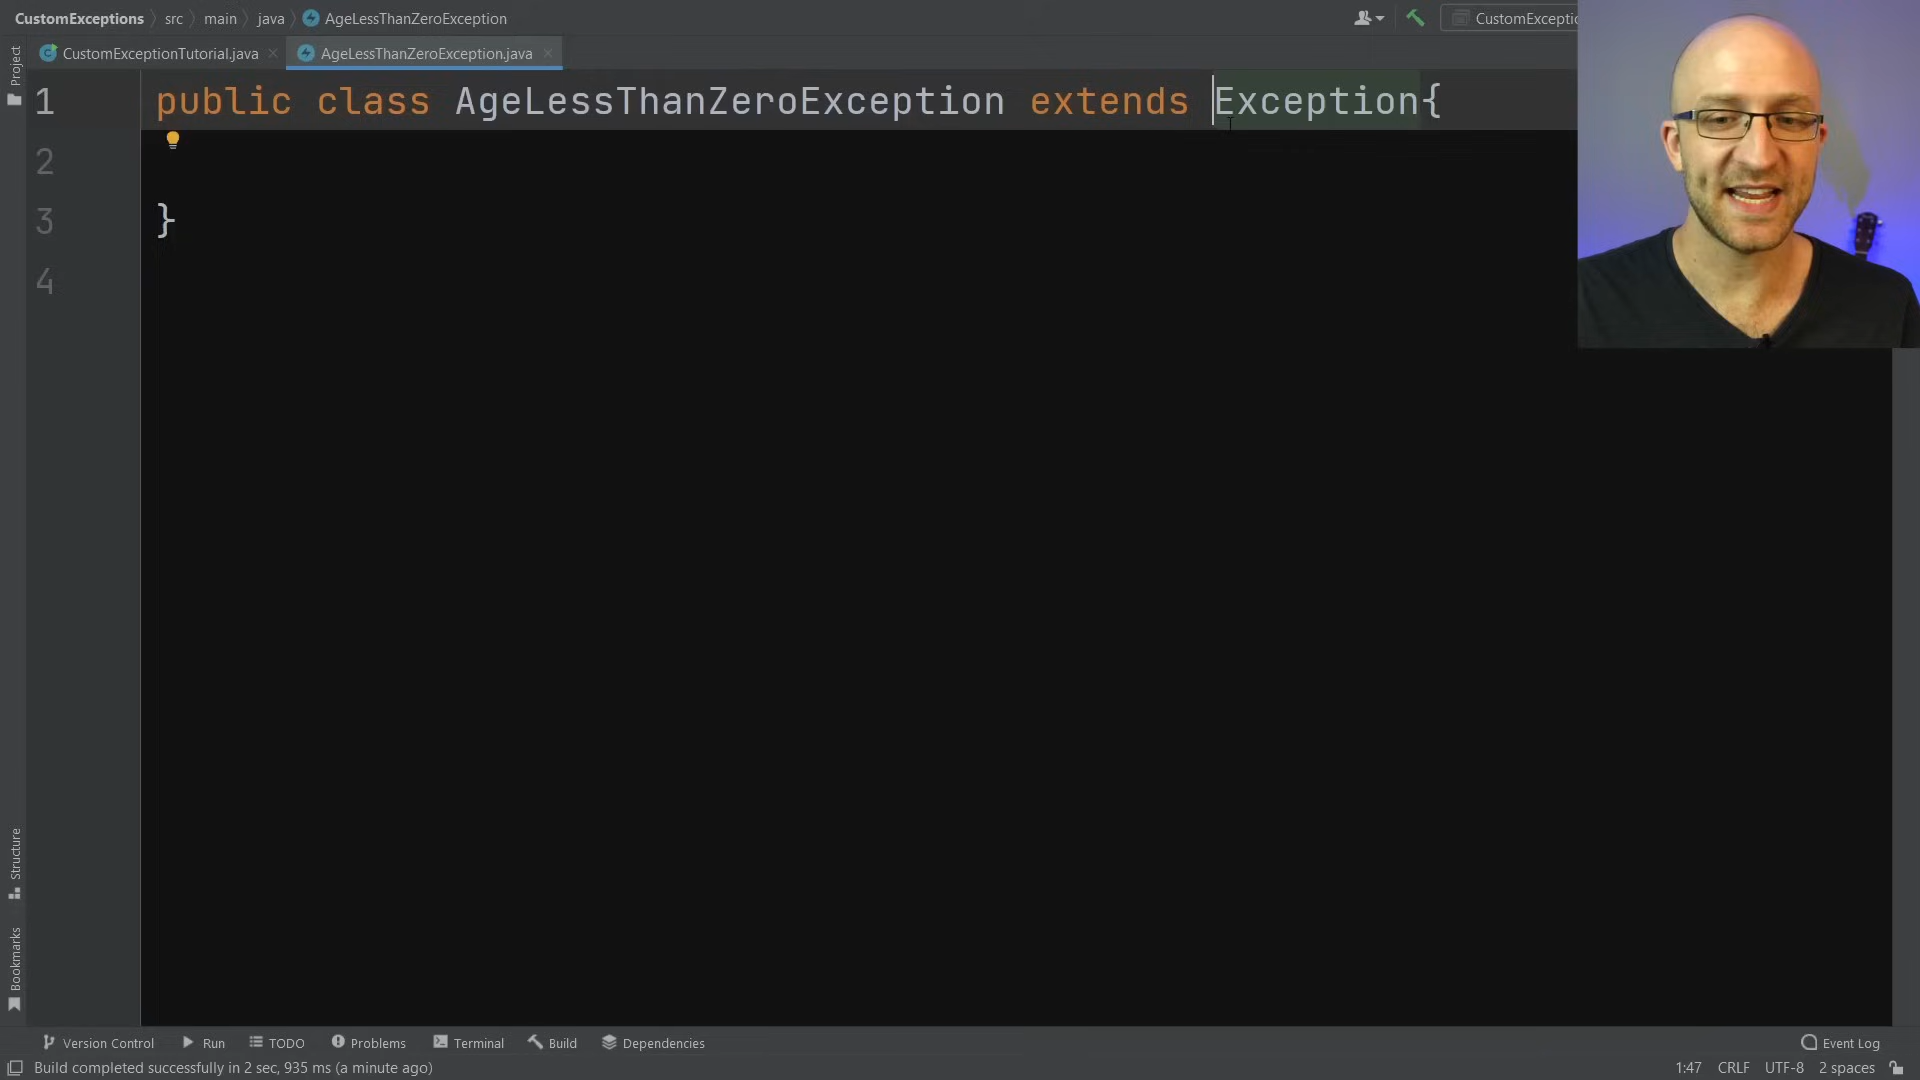 CustomExceptions src main java AgeLessThanZeroException CustomExceptio
CustomExceptionTutorial.java AgeLessThanZeroException.java
Project
1 public class AgeLessThanZeroException extends Exception{
2
3 }
4
Structure
Bookmarks
Version Control Run TODO Problems Terminal Build Dependencies Event Log
Build completed successfully in 2 sec, 935 ms (a minute ago) 1:47 CRLF UTF-8 2 spaces